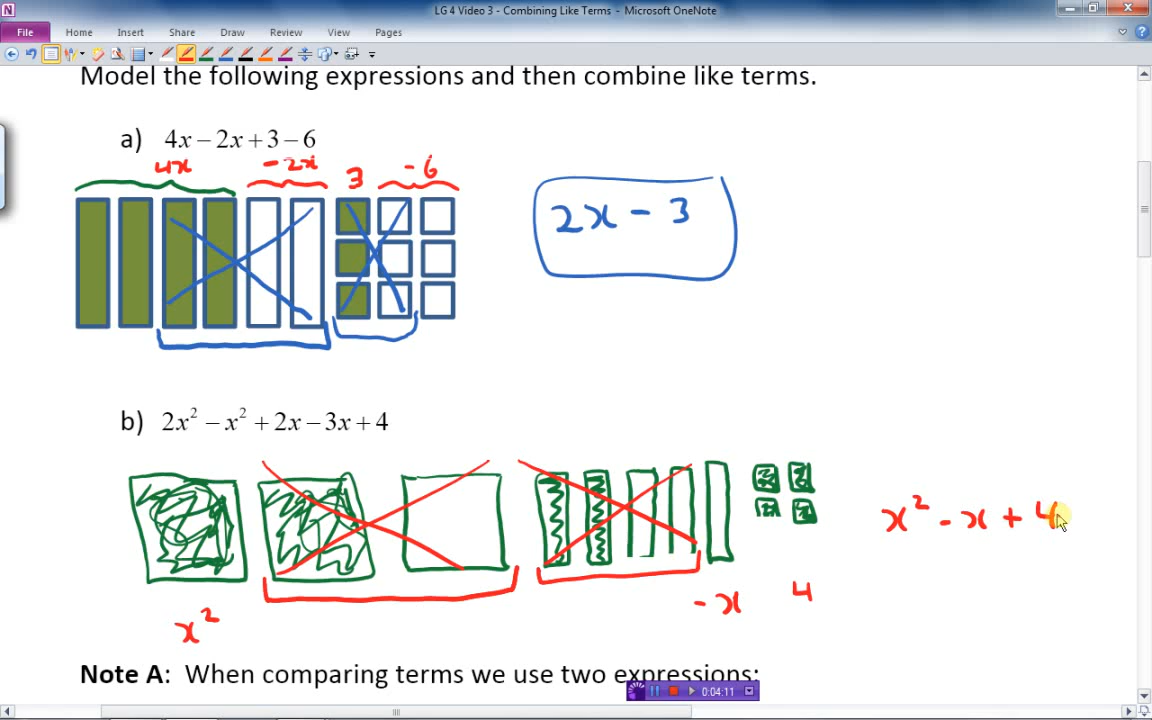 LG 4 Video 3 - Combining Like Terms - Microsoft OneNote
File Home Insert Share Draw Review View Pages
Model the following expressions and then combine like terms.
a) 4x − 2x + 3 − 6
4x - 2x 3 - 6
2x - 3
b) 2x² − x² + 2x − 3x + 4
x² - x + 4
x² - x 4
Note A: When comparing terms we use two expressions:
0:04:11